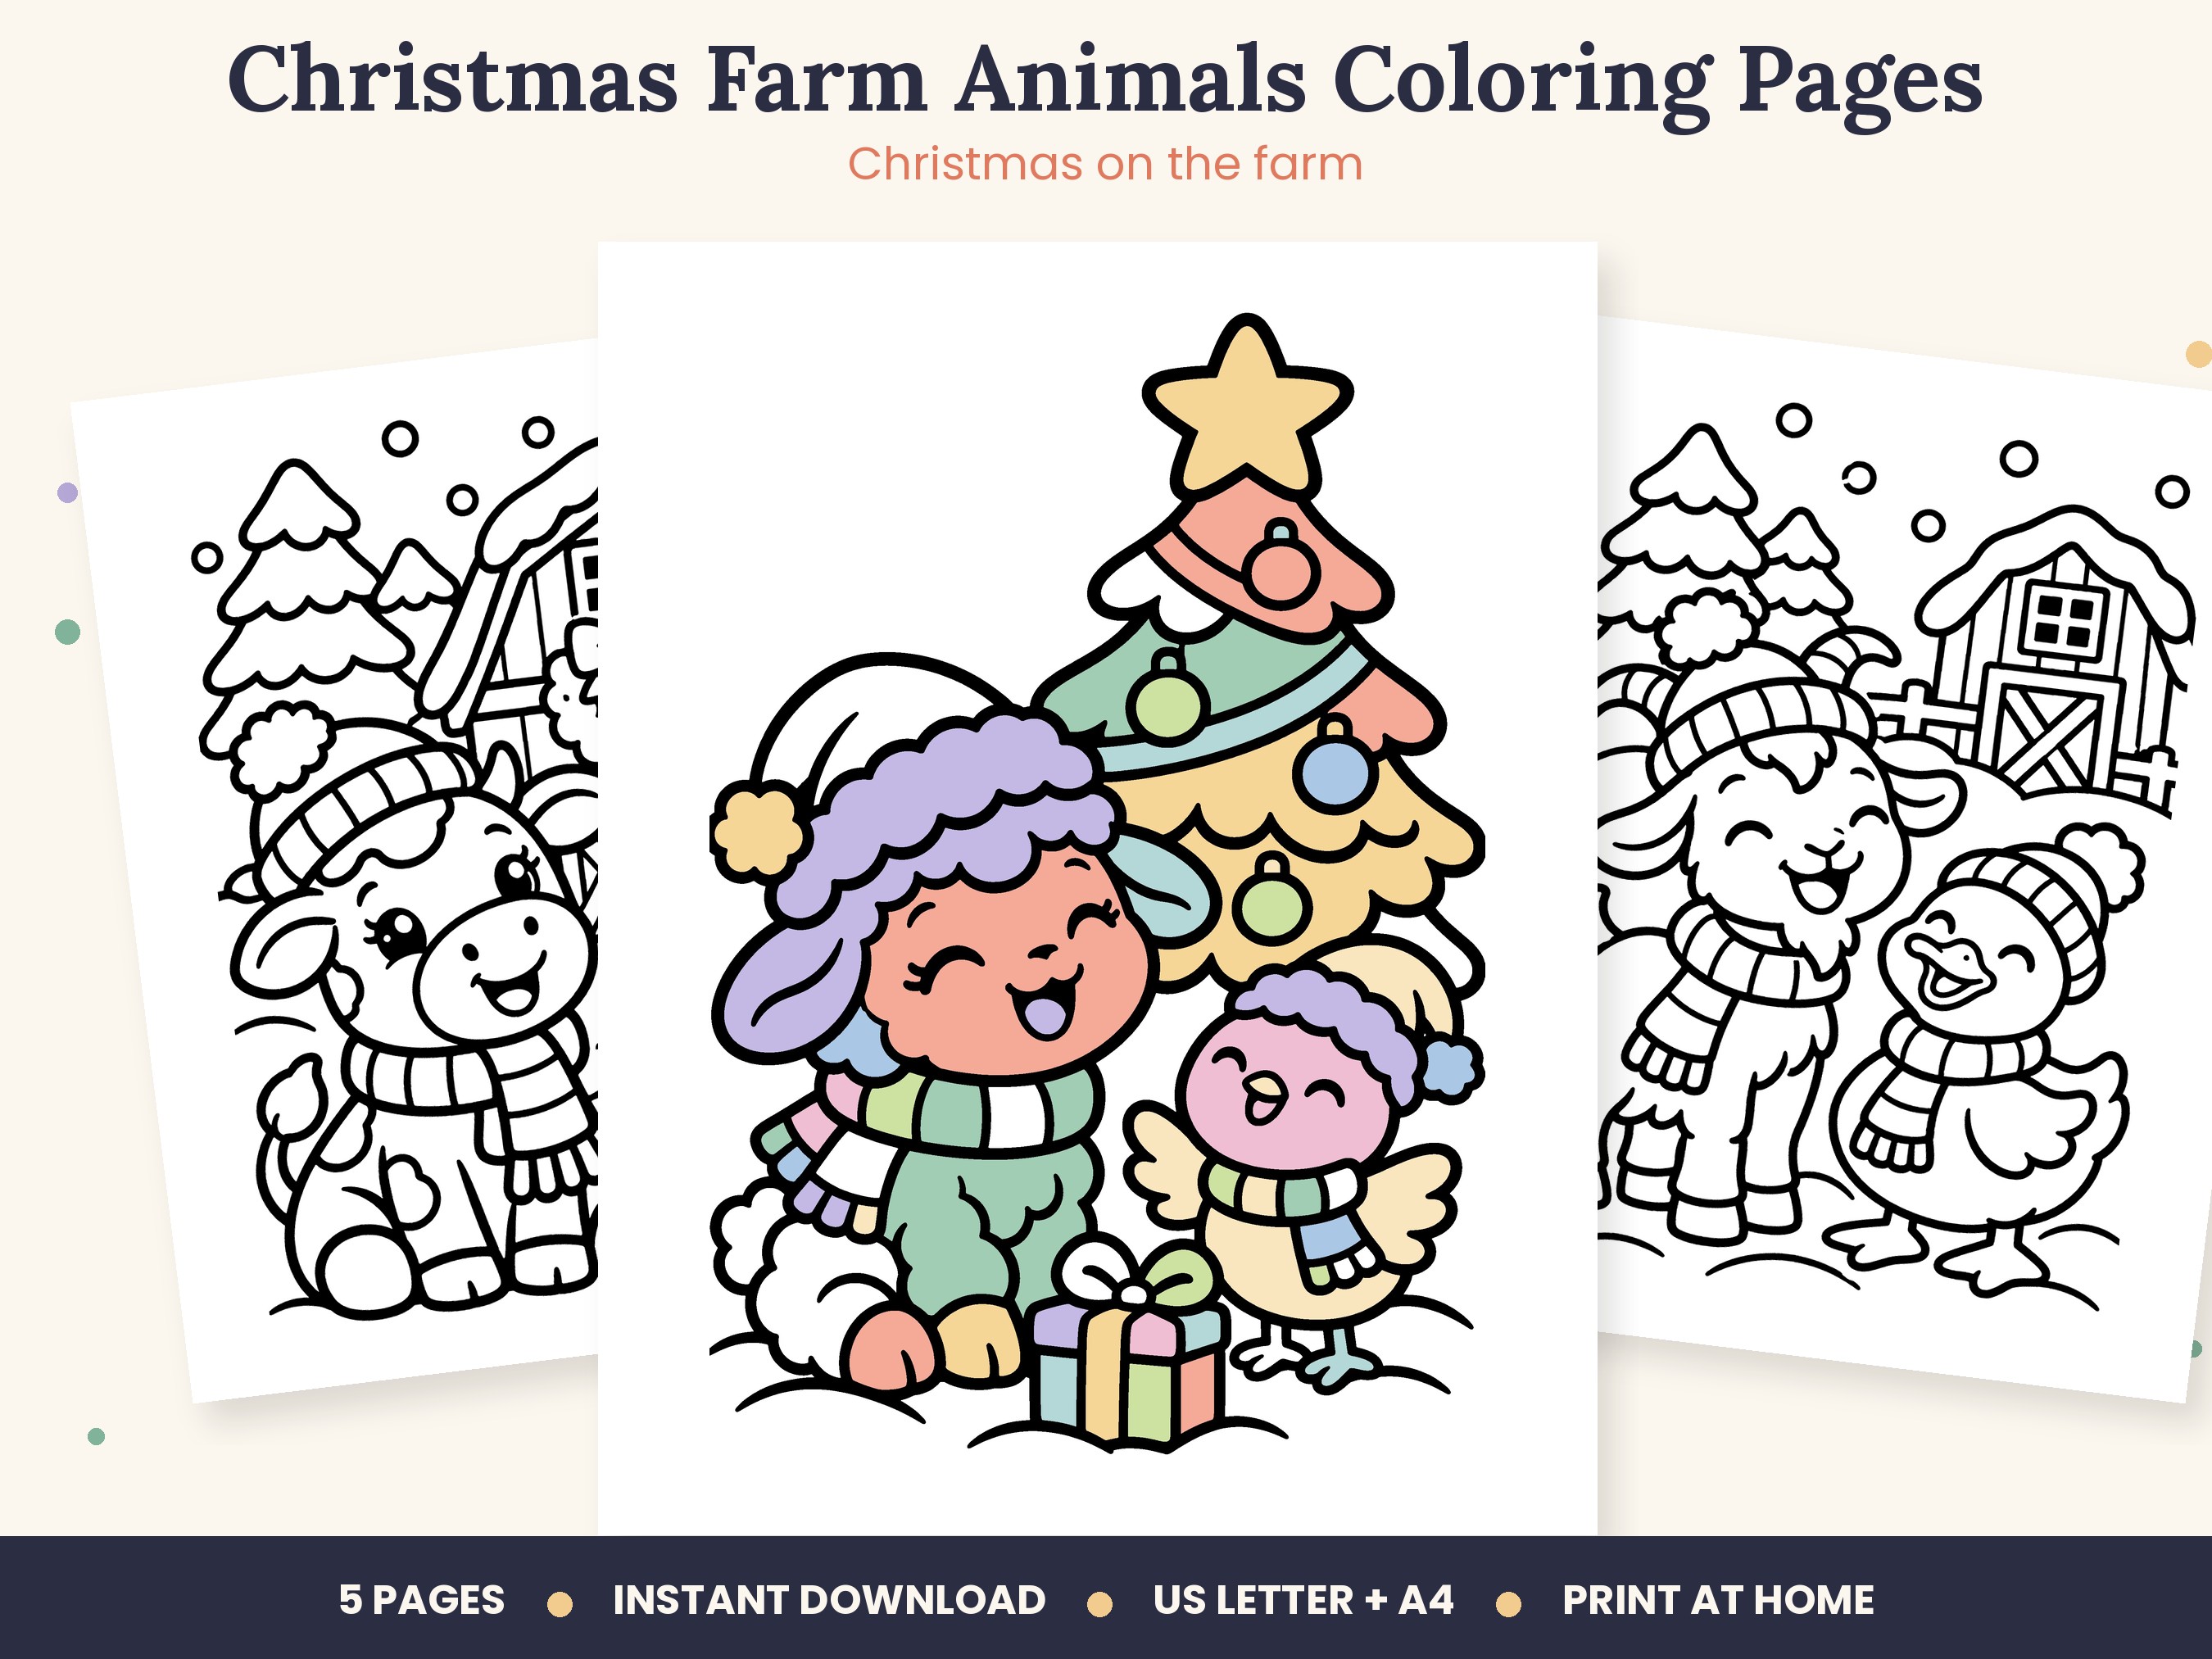 Christmas Farm Animals Coloring Pages
Christmas on the farm
5 PAGES ● INSTANT DOWNLOAD ● US LETTER + A4 ● PRINT AT HOME